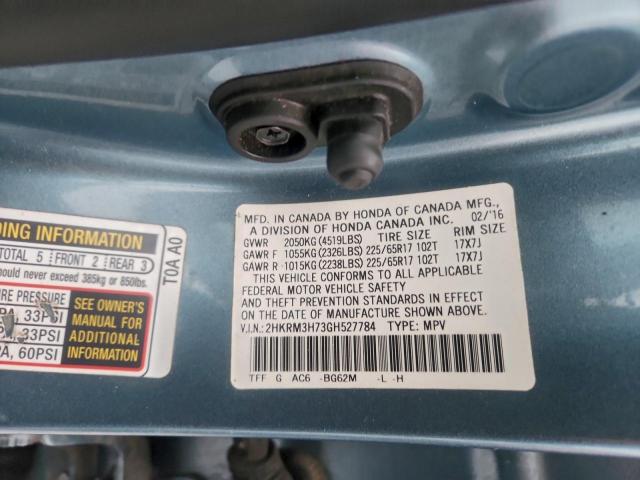 MFD. IN CANADA BY HONDA OF CANADA MFG.,
A DIVISION OF HONDA CANADA INC. 02/'16
GVWR 2050KG (4519LBS) TIRE SIZE RIM SIZE
GAWR F 1055KG (2326LBS) 225/65R17 102T 17X7J
GAWR R 1015KG (2238LBS) 225/65R17 102T 17X7J
THIS VEHICLE CONFORMS TO ALL APPLICABLE
FEDERAL MOTOR VEHICLE SAFETY
AND THEFT PREVENTION STANDARDS IN EFFECT
ON THE DATE OF MANUFACTURE SHOWN ABOVE.
V.I.N.: 2HKRM3H73GH527784 TYPE: MPV
TFF G AC6 -BG62M -L -H
INFORMATION
TOTAL 5 FRONT 2 REAR 3
should never exceed 385kg or 850lbs.
TIRE PRESSURE
33PSI
33PSI
60PSI
SEE OWNER'S
MANUAL FOR
ADDITIONAL
INFORMATION
T0A A0